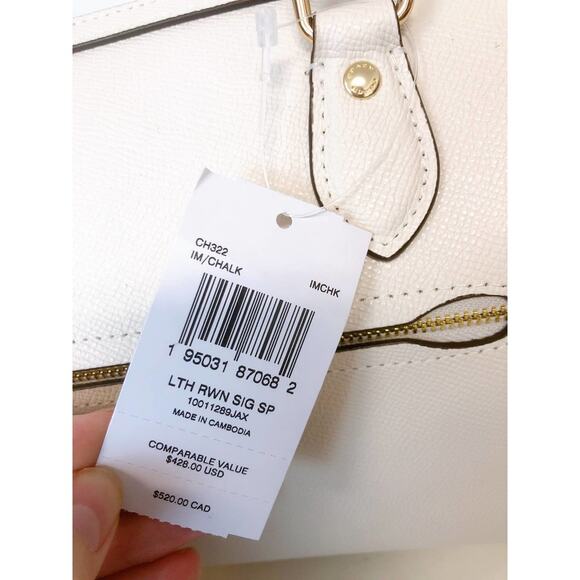 CH322
IM/CHALK
IMCHK
1 95031 87068 2
LTH RWN SIG SP
10011289JAX
MADE IN CAMBODIA
COMPARABLE VALUE
$428.00 USD
$520.00 CAD